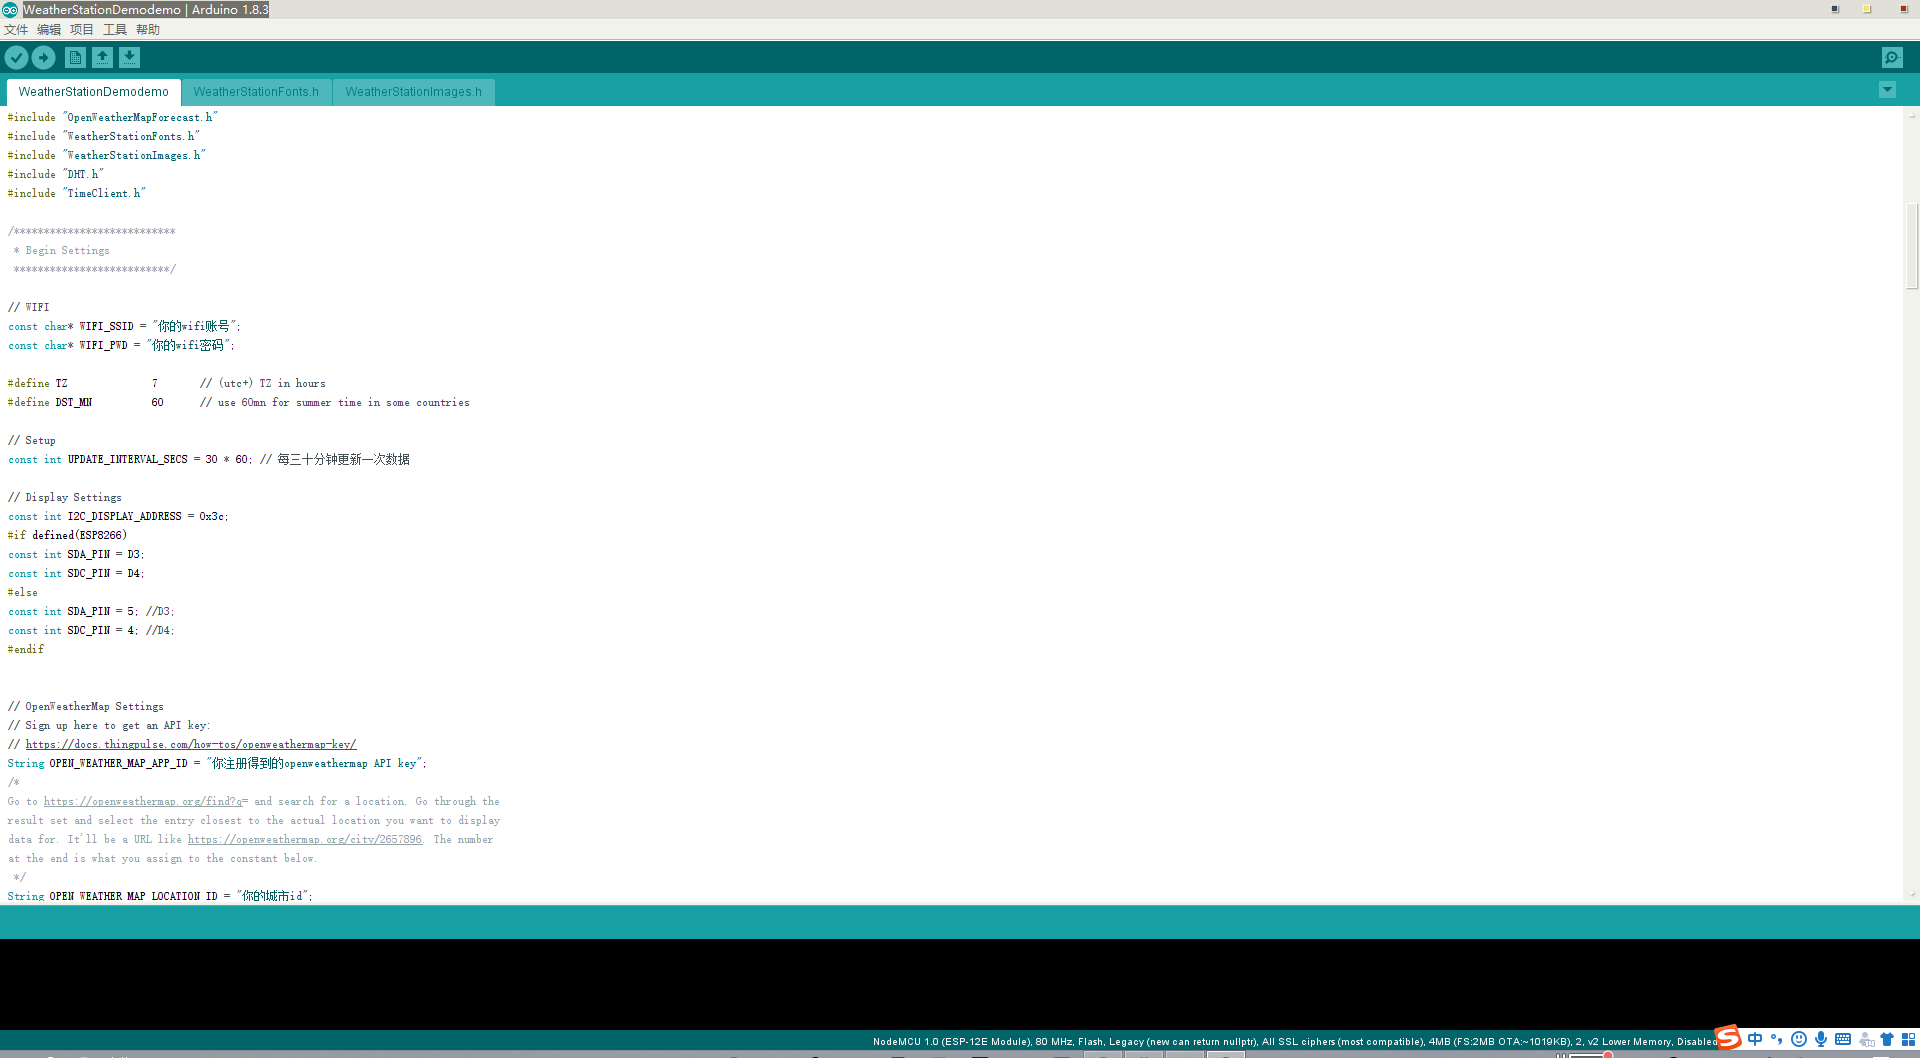 WeatherStationDemodemo | Arduino 1.8.3
文件 编辑 项目 工具 帮助
WeatherStationDemodemo WeatherStationFonts.h WeatherStationImages.h
#include "OpenWeatherMapForecast.h"
#include "WeatherStationFonts.h"
#include "WeatherStationImages.h"
#include "DHT.h"
#include "TimeClient.h"
/***************************
* Begin Settings
**************************/
// WIFI
const char* WIFI_SSID = "你的wifi账号";
const char* WIFI_PWD = "你的wifi密码";
#define TZ 7 // (utc+) TZ in hours
#define DST_MN 60 // use 60mn for summer time in some countries
// Setup
const int UPDATE_INTERVAL_SECS = 30 * 60; // 每三十分钟更新一次数据
// Display Settings
const int I2C_DISPLAY_ADDRESS = 0x3c;
#if defined(ESP8266)
const int SDA_PIN = D3;
const int SDC_PIN = D4;
#else
const int SDA_PIN = 5; //D3;
const int SDC_PIN = 4; //D4;
#endif
// OpenWeatherMap Settings
// Sign up here to get an API key:
// https://docs.thingpulse.com/how-tos/openweathermap-key/
String OPEN_WEATHER_MAP_APP_ID = "你注册得到的openweathermap API key";
/*
Go to https://openweathermap.org/find?q= and search for a location. Go through the
result set and select the entry closest to the actual location you want to display
data for. It'll be a URL like https://openweathermap.org/city/2657896. The number
at the end is what you assign to the constant below.
*/
String OPEN_WEATHER_MAP_LOCATION_ID = "你的城市id";
NodeMCU 1.0 (ESP-12E Module), 80 MHz, Flash, Legacy (new can return nullptr), All SSL ciphers (most compatible), 4MB (FS:2MB OTA:~1019KB), 2, v2 Lower Memory, Disabled
S 中